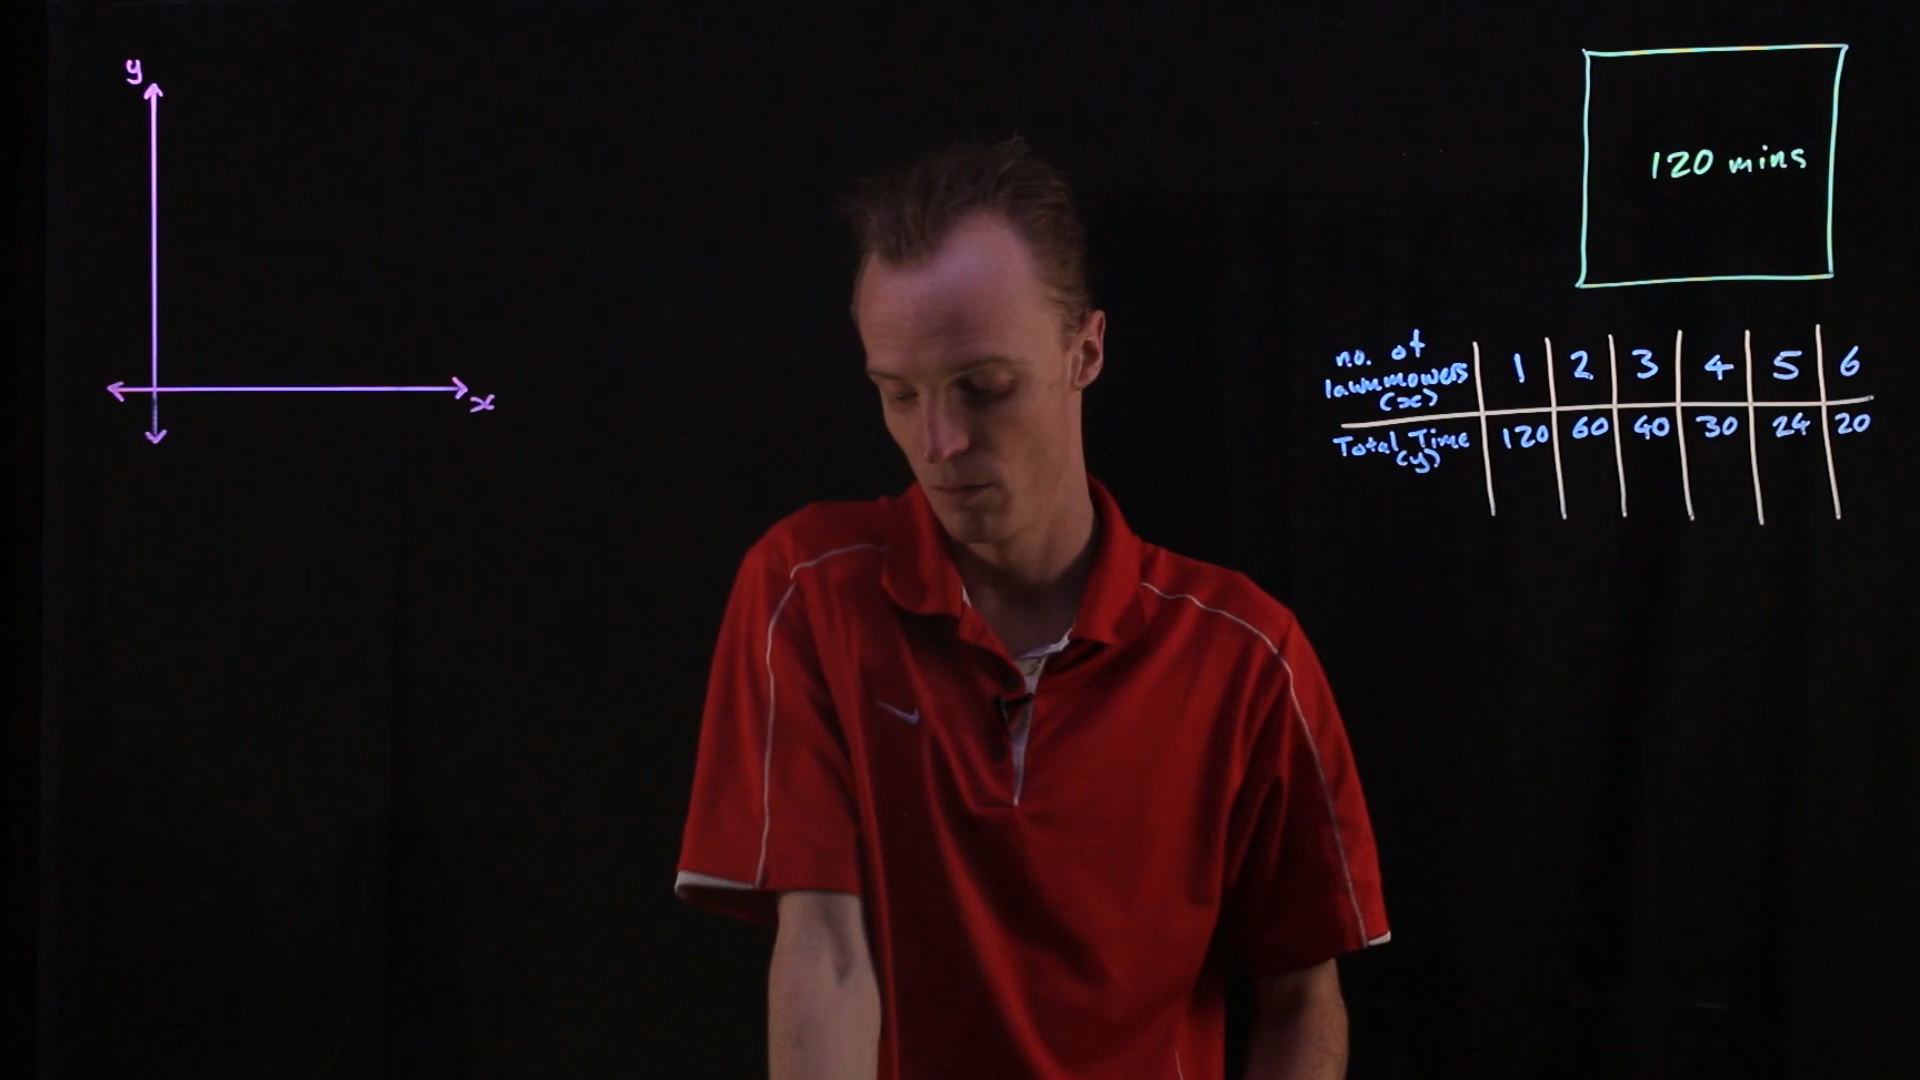 y
x
120 mins
no. of
lawnmowers
(x)
1 2 3 4 5 6
Total Time
(y)
120 60 40 30 24 20